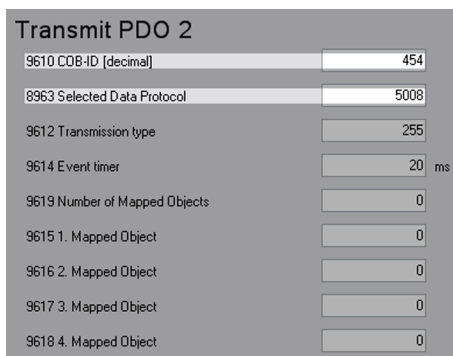 Transmit PDO 2
9610 COB-ID [decimal] 454
8963 Selected Data Protocol 5008
9612 Transmission type 255
9614 Event timer 20 ms
9619 Number of Mapped Objects 0
9615 1. Mapped Object 0
9616 2. Mapped Object 0
9617 3. Mapped Object 0
9618 4. Mapped Object 0